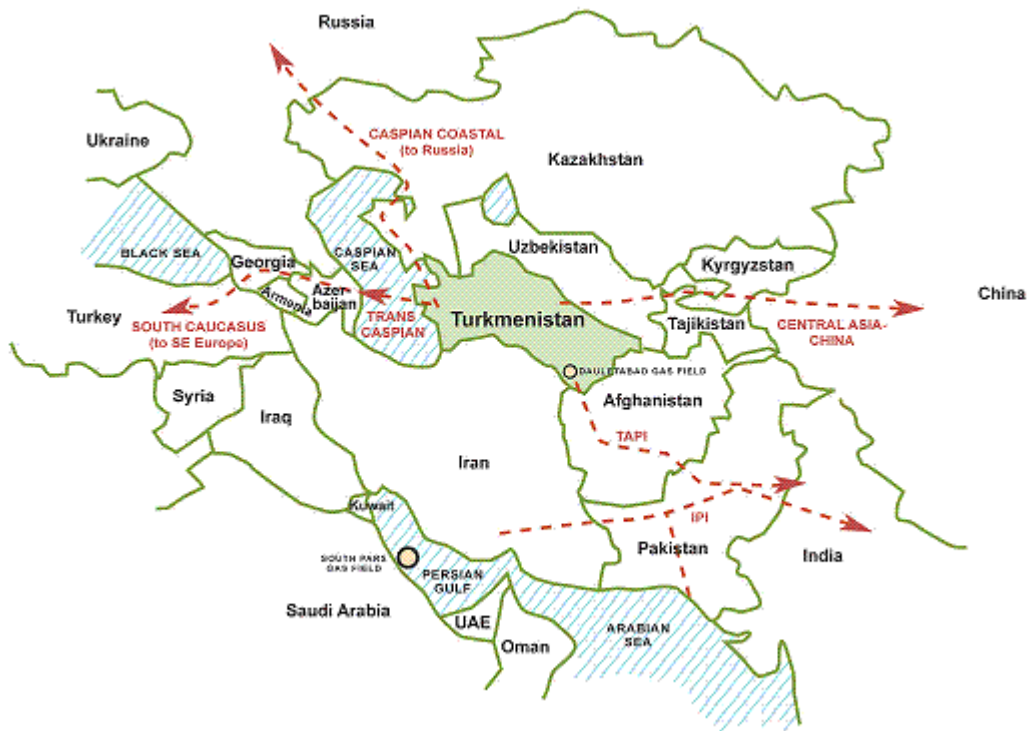 Russia
Ukraine
CASPIAN COASTAL
(to Russia)
Kazakhstan
BLACK SEA
Georgia
CASPIAN
SEA
Uzbekistan
Kyrgyzstan
Armenia
Azer
baijan
China
Turkey
SOUTH CAUCASUS
(to SE Europe)
TRANS
CASPIAN
Turkmenistan
Tajikistan
CENTRAL ASIA-
CHINA
DAULETABAD GAS FIELD
Syria
Afghanistan
Iraq
TAPI
Iran
Kuwait
IPI
Pakistan
India
SOUTH PARS
GAS FIELD
PERSIAN
GULF
Saudi Arabia
UAE
Oman
ARABIAN
SEA